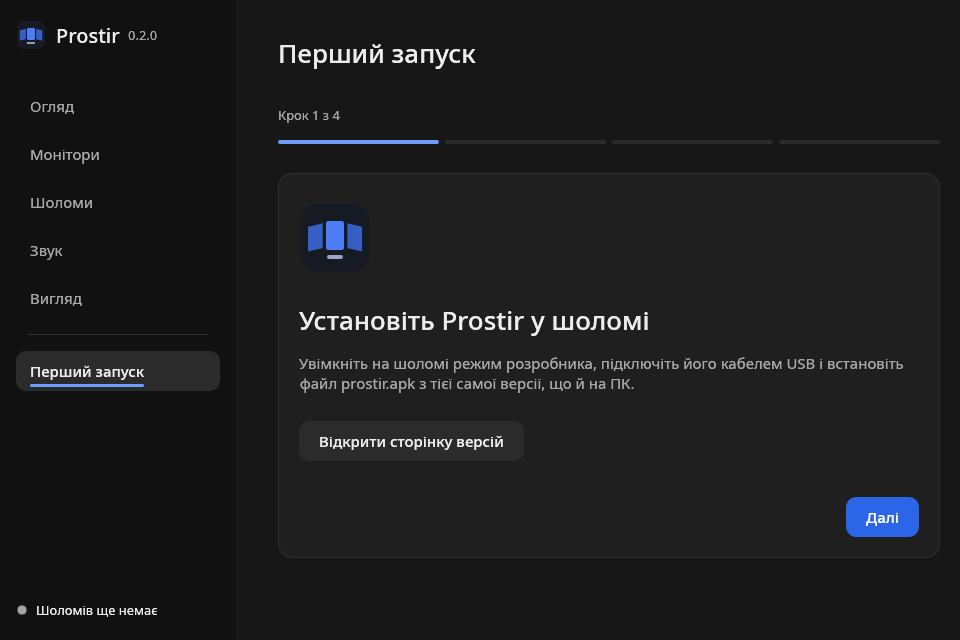 Prostir 0.2.0
Огляд
Монітори
Шоломи
Звук
Вигляд
Перший запуск
Шоломів ще немає
Перший запуск
Крок 1 з 4
Установіть Prostir у шоломі
Увімкніть на шоломі режим розробника, підключіть його кабелем USB і встановіть
файл prostir.apk з тієї самої версії, що й на ПК.
Відкрити сторінку версій
Далі